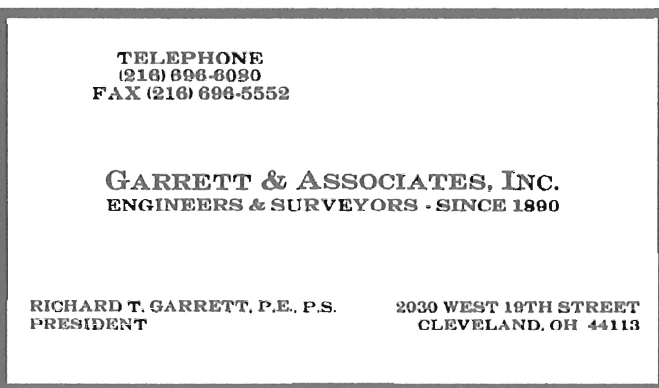 TELEPHONE
(216) 696-6080
FAX (216) 696-5552
GARRETT & ASSOCIATES, INC.
ENGINEERS & SURVEYORS - SINCE 1890
RICHARD T. GARRETT, P.E., P.S.
PRESIDENT
2030 WEST 19TH STREET
CLEVELAND, OH 44113